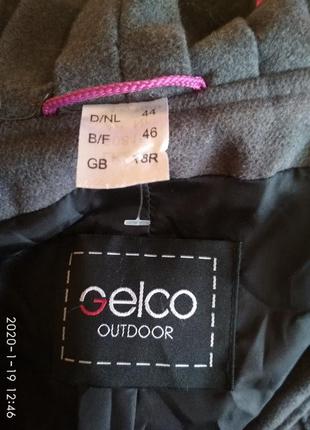 D/NL 44
B/F 46
GB 18R
Gelco
OUTDOOR
2020-1-19 12:46